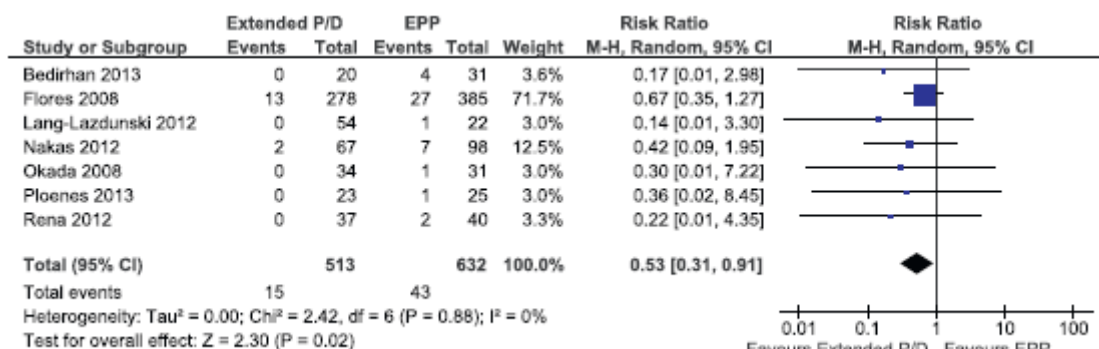 Extended P/D EPP Risk Ratio Risk Ratio
Study or Subgroup Events Total Events Total Weight M-H, Random, 95% CI M-H, Random, 95% CI
Bedirhan 2013 0 20 4 31 3.6% 0.17 [0.01, 2.98]
Flores 2008 13 278 27 385 71.7% 0.67 [0.35, 1.27]
Lang-Lazdunski 2012 0 54 1 22 3.0% 0.14 [0.01, 3.30]
Nakas 2012 2 67 7 98 12.5% 0.42 [0.09, 1.95]
Okada 2008 0 34 1 31 3.0% 0.30 [0.01, 7.22]
Ploenes 2013 0 23 1 25 3.0% 0.36 [0.02, 8.45]
Rena 2012 0 37 2 40 3.3% 0.22 [0.01, 4.35]
Total (95% CI) 513 632 100.0% 0.53 [0.31, 0.91]
Total events 15 43
Heterogeneity: Tau² = 0.00; Chi² = 2.42, df = 6 (P = 0.88); I² = 0%
Test for overall effect: Z = 2.30 (P = 0.02)
0.01 0.1 1 10 100
Favours Extended P/D Favours EPP